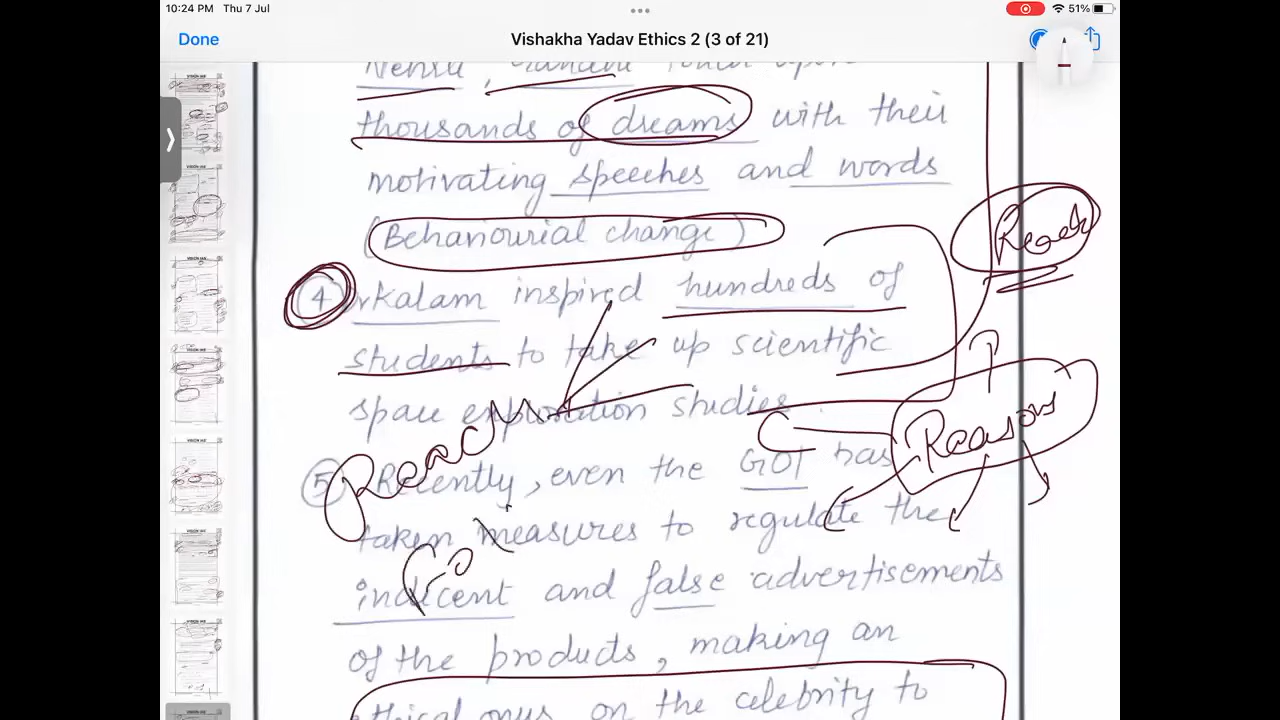 10:24 PM Thu 7 Jul
51%
Done
Vishakha Yadav Ethics 2 (3 of 21)
Nehru, Gandhi
thousands of dreams with their
motivating speeches and words
(Behaviourial change)
Reach
④ Kalam inspired hundreds of
students to take up scientific
space exploration studies.
Reach
Reasons
⑤ Recently, even the GOI has
taken measures to regulate the
indecent and false advertisements
of the products, making an
ethical onus on the celebrity to